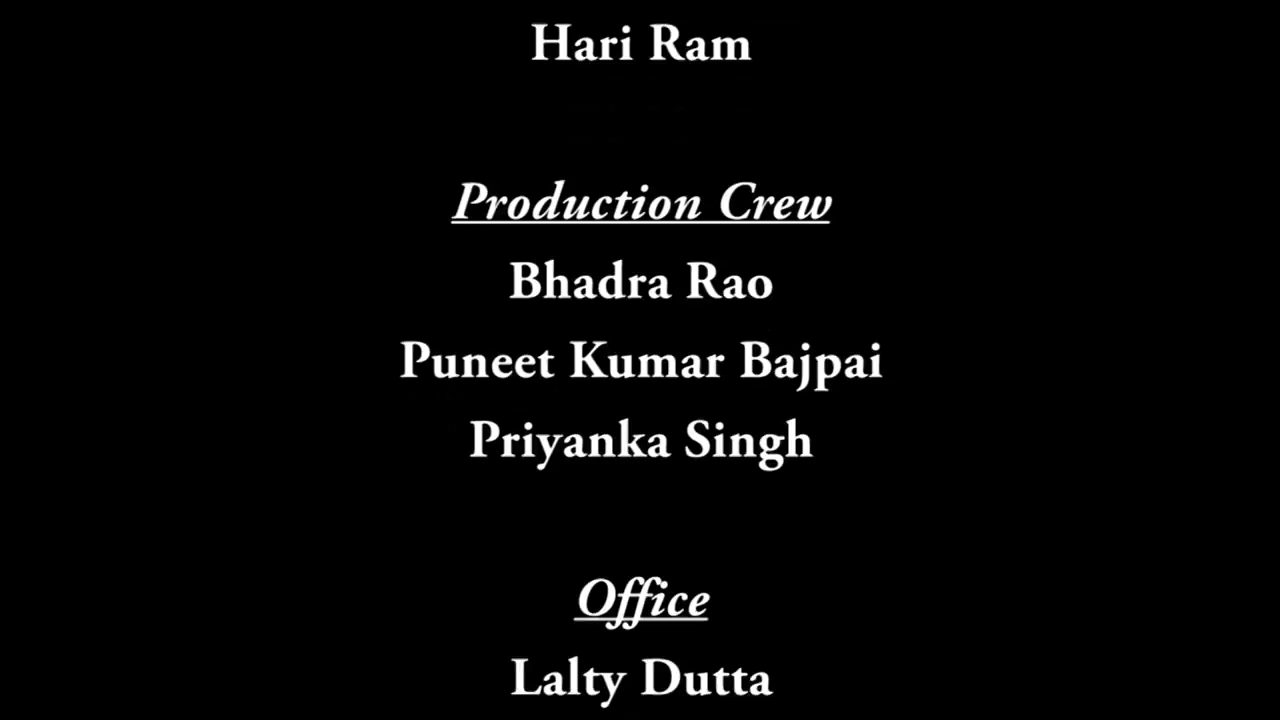 Hari Ram
Production Crew
Bhadra Rao
Puneet Kumar Bajpai
Priyanka Singh
Office
Lalty Dutta